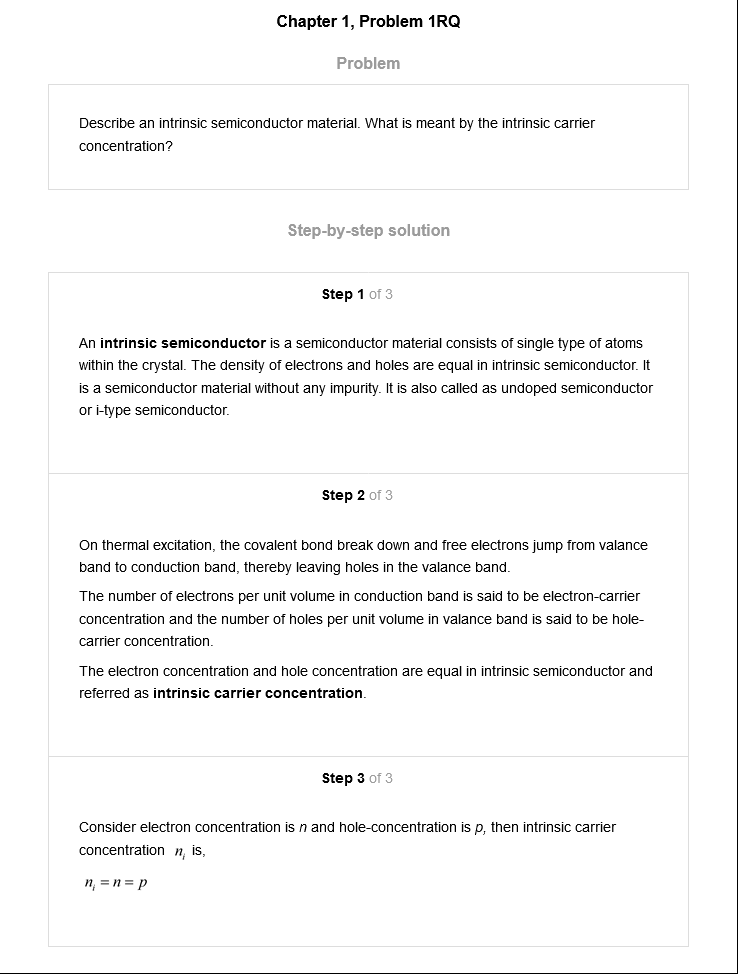 Chapter 1, Problem 1RQ
Problem
Describe an intrinsic semiconductor material. What is meant by the intrinsic carrier
concentration?
Step-by-step solution
Step 1 of 3
An intrinsic semiconductor is a semiconductor material consists of single type of atoms
within the crystal. The density of electrons and holes are equal in intrinsic semiconductor. It
is a semiconductor material without any impurity. It is also called as undoped semiconductor
or i-type semiconductor.
Step 2 of 3
On thermal excitation, the covalent bond break down and free electrons jump from valance
band to conduction band, thereby leaving holes in the valance band.
The number of electrons per unit volume in conduction band is said to be electron-carrier
concentration and the number of holes per unit volume in valance band is said to be hole-
carrier concentration.
The electron concentration and hole concentration are equal in intrinsic semiconductor and
referred as intrinsic carrier concentration.
Step 3 of 3
Consider electron concentration is n and hole-concentration is p, then intrinsic carrier
concentration nᵢ is,
nᵢ = n = p